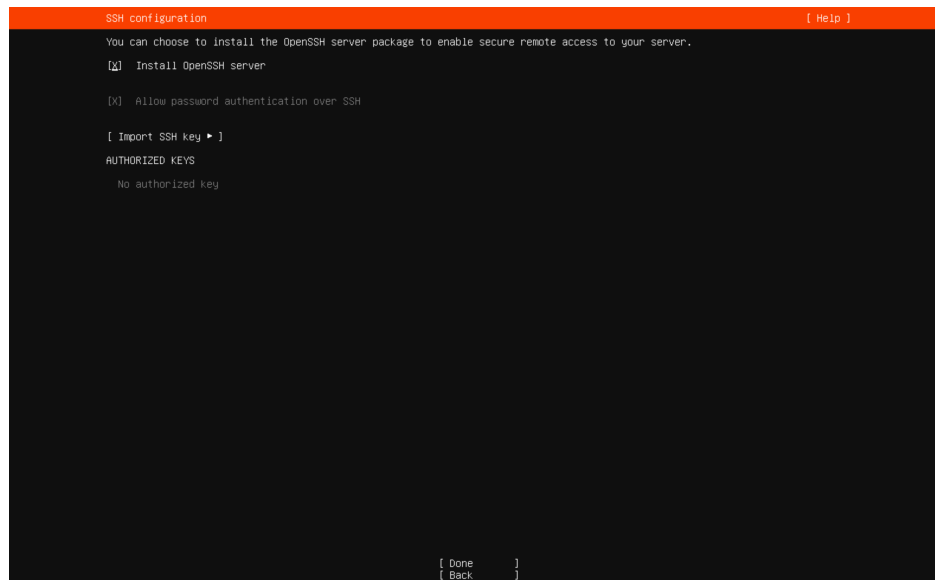 SSH configuration [ Help ]
You can choose to install the OpenSSH server package to enable secure remote access to your server.
[X] Install OpenSSH server
[X] Allow password authentication over SSH
[ Import SSH key ▸ ]
AUTHORIZED KEYS
No authorized key
[ Done ]
[ Back ]